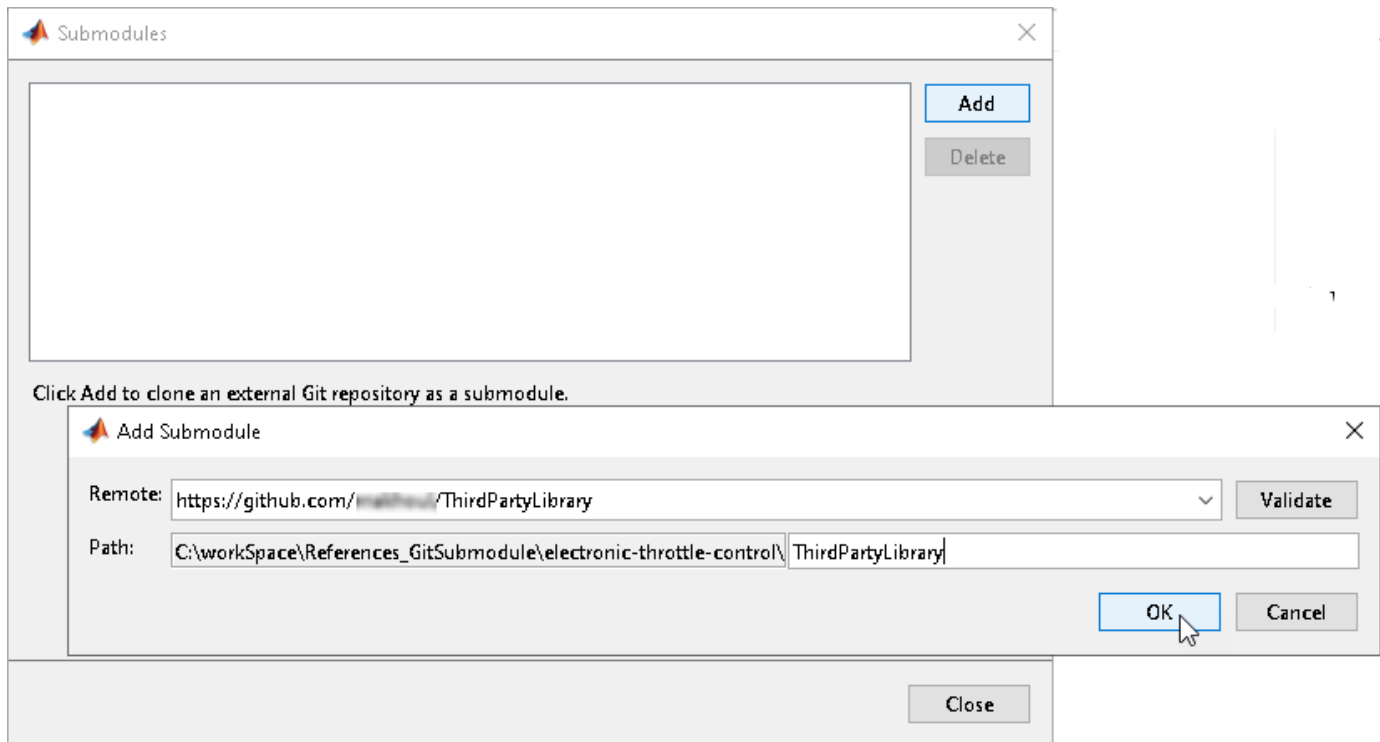 Submodules
Add
Delete
Click Add to clone an external Git repository as a submodule.
Add Submodule
Remote: https://github.com/ /ThirdPartyLibrary Validate
Path: C:\workSpace\References_GitSubmodule\electronic-throttle-control\ ThirdPartyLibrary
OK Cancel
Close